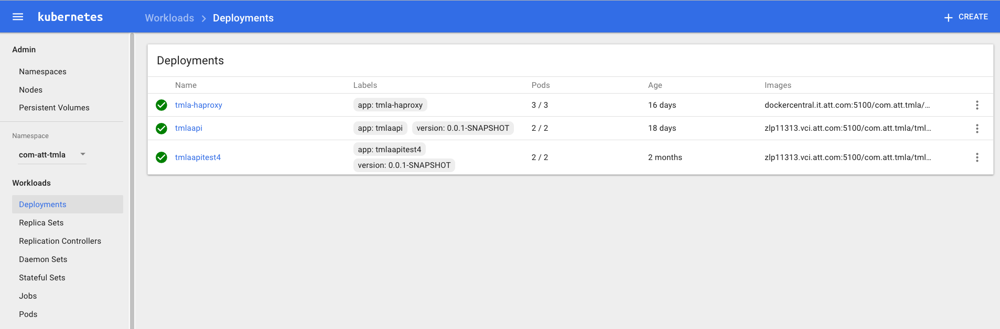 kubernetes
Workloads > Deployments
+ CREATE
Admin
Namespaces
Nodes
Persistent Volumes
Namespace
com-att-tmla
Workloads
Deployments
Replica Sets
Replication Controllers
Daemon Sets
Stateful Sets
Jobs
Pods
Deployments
Name Labels Pods Age Images
tmla-haproxy app: tmla-haproxy 3 / 3 16 days dockercentral.it.att.com:5100/com.att.tmla/...
tmlaapi app: tmlaapi version: 0.0.1-SNAPSHOT 2 / 2 18 days zlp11313.vci.att.com:5100/com.att.tmla/tml...
tmlaapitest4 app: tmlaapitest4 version: 0.0.1-SNAPSHOT 2 / 2 2 months zlp11313.vci.att.com:5100/com.att.tmla/tml...